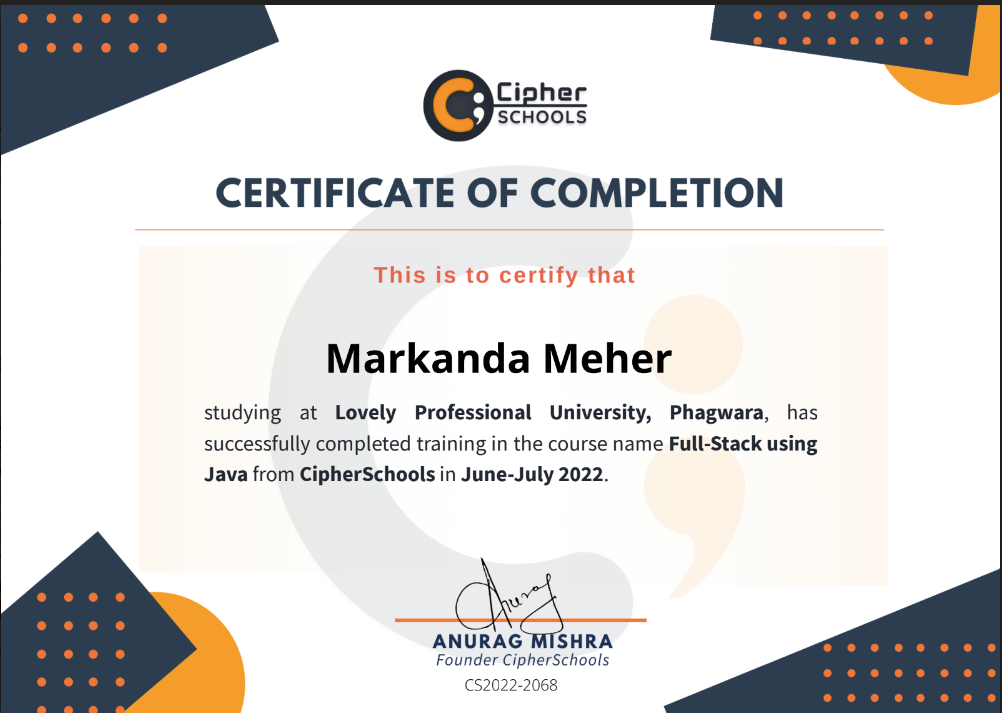 Cipher
SCHOOLS
CERTIFICATE OF COMPLETION
This is to certify that
Markanda Meher
studying at Lovely Professional University, Phagwara, has
successfully completed training in the course name Full-Stack using
Java from CipherSchools in June-July 2022.
Anurag
ANURAG MISHRA
Founder CipherSchools
CS2022-2068